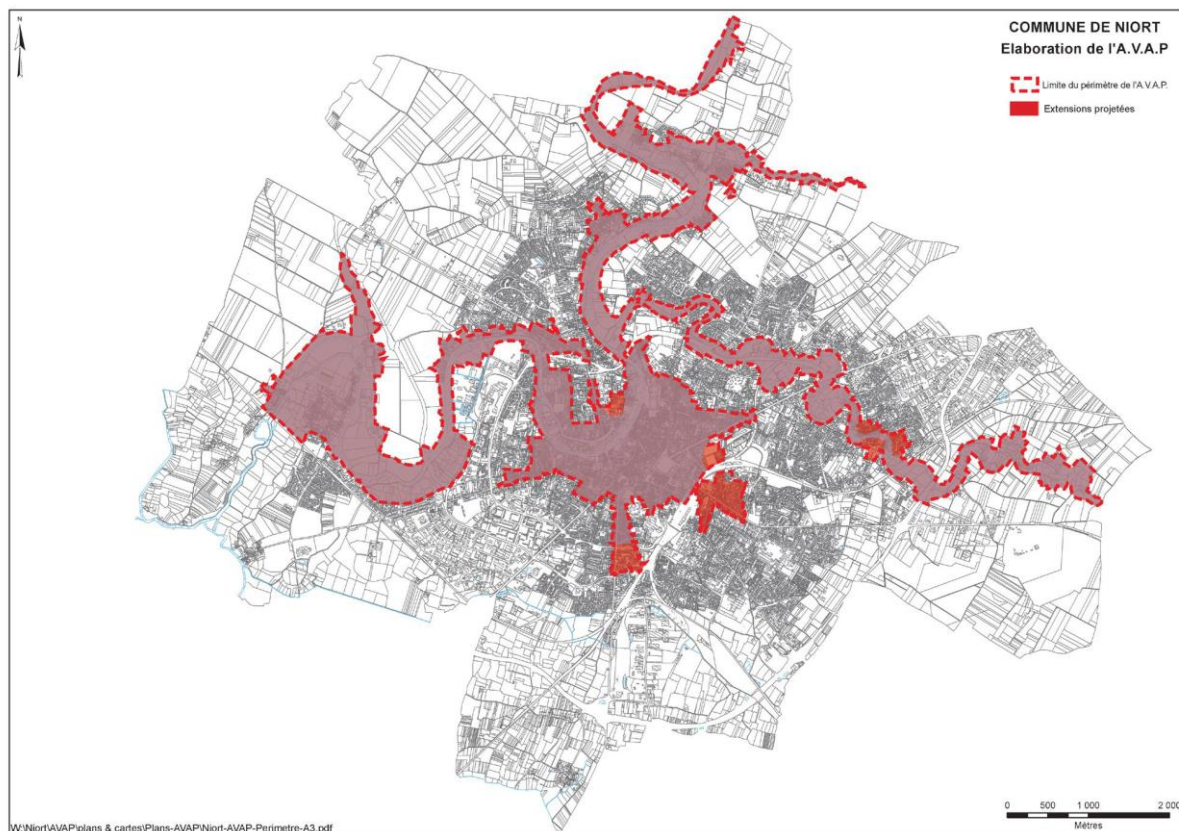 N
COMMUNE DE NIORT
Elaboration de l'A.V.A.P
Limite du périmètre de l'A.V.A.P.
Extensions projetées
0 500 1 000 2 000
Mètres
W:\Niort\AVAP\plans & cartes\Plans-AVAP\Niort-AVAP-Perimetre-A3.pdf